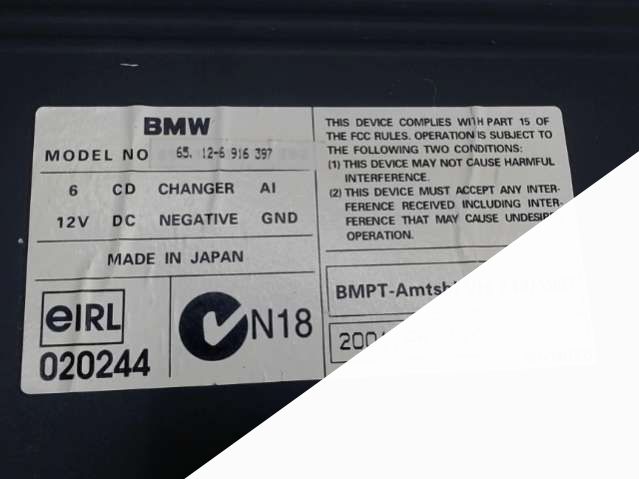 BMW
MODEL NO 65. 12-6 916 397
6 CD CHANGER AI
12V DC NEGATIVE GND
MADE IN JAPAN
eIRL
020244
N18
THIS DEVICE COMPLIES WITH PART 15 OF
THE FCC RULES. OPERATION IS SUBJECT TO
THE FOLLOWING TWO CONDITIONS:
(1) THIS DEVICE MAY NOT CAUSE HARMFUL
INTERFERENCE.
(2) THIS DEVICE MUST ACCEPT ANY INTER-
FERENCE RECEIVED INCLUDING INTER-
FERENCE THAT MAY CAUSE UNDESIRED
OPERATION.